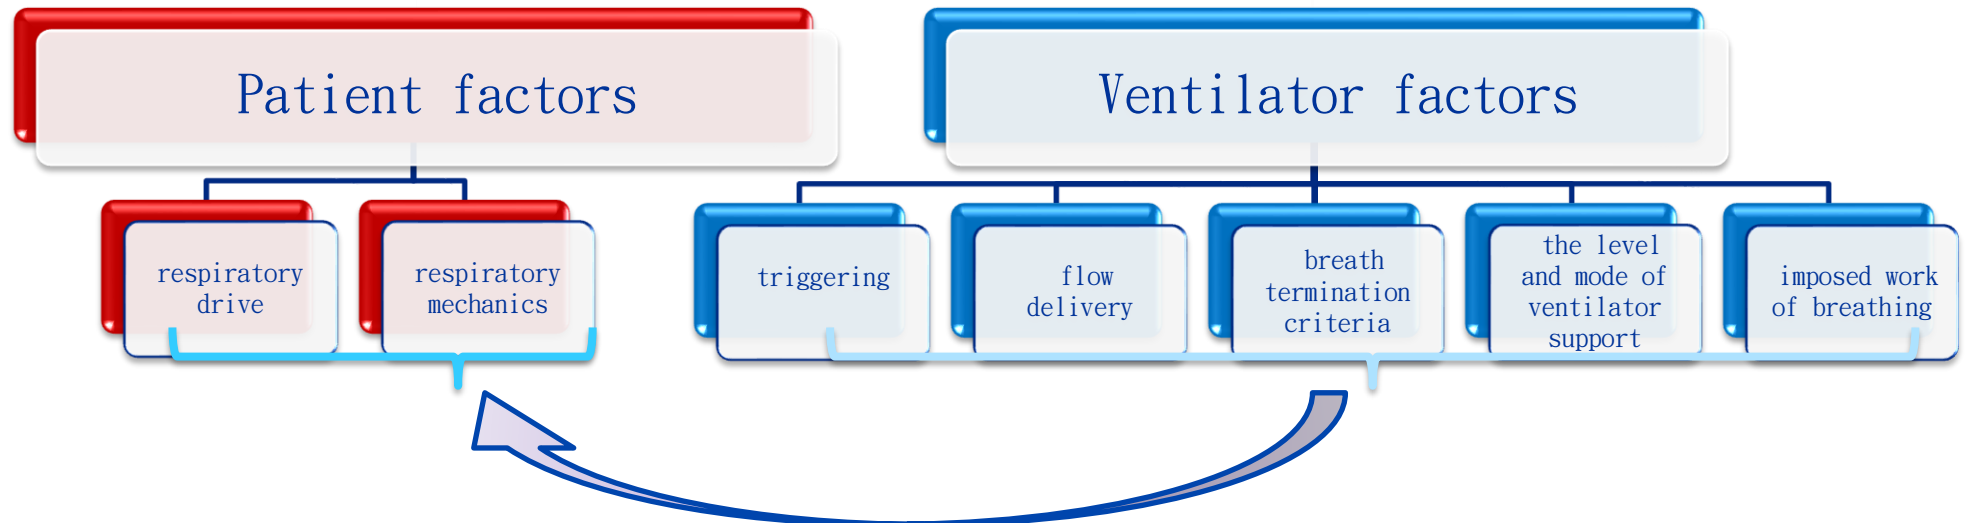 Patient factors
Ventilator factors
respiratory
drive
respiratory
mechanics
triggering
flow
delivery
breath
termination
criteria
the level
and mode of
ventilator
support
imposed work
of breathing